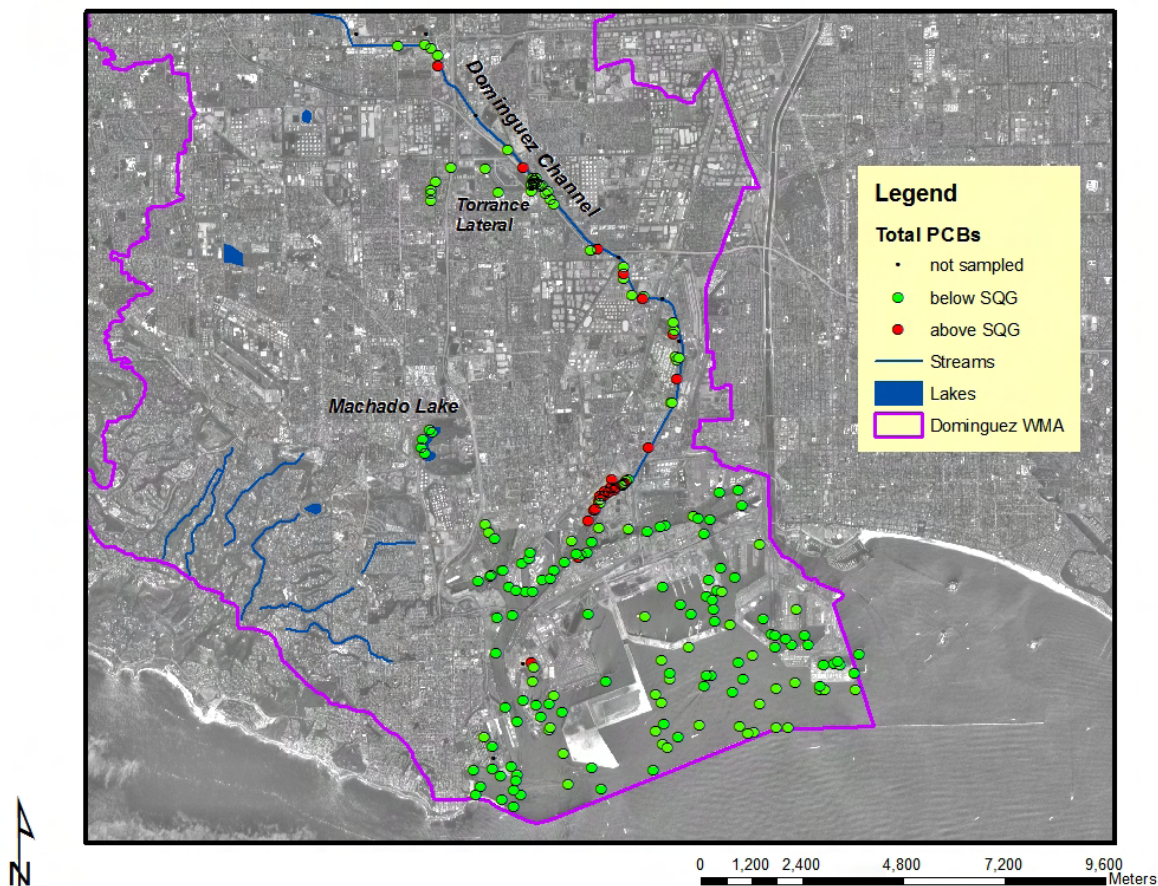 Dominguez Channel
Torrance
Lateral
Machado Lake
Legend
Total PCBs
not sampled
below SQG
above SQG
Streams
Lakes
Dominguez WMA
N
0 1,200 2,400 4,800 7,200 9,600
Meters